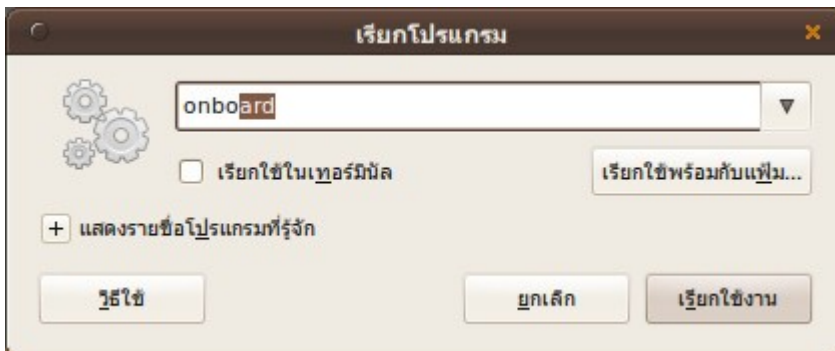 เรียกโปรแกรม
onboard
เรียกใช้ในเทอร์มินัล
เรียกใช้พร้อมกับแฟ้ม...
แสดงรายชื่อโปรแกรมที่รู้จัก
วิธีใช้
ยกเลิก
เรียกใช้งาน